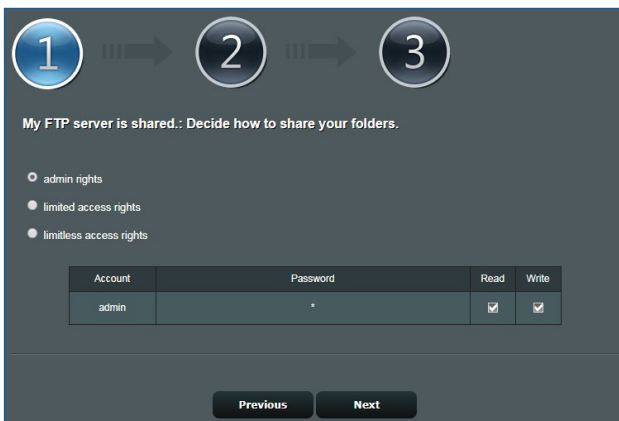 1 2 3
My FTP server is shared.: Decide how to share your folders.
admin rights
limited access rights
limitless access rights
Account Password Read Write
admin *
Previous Next